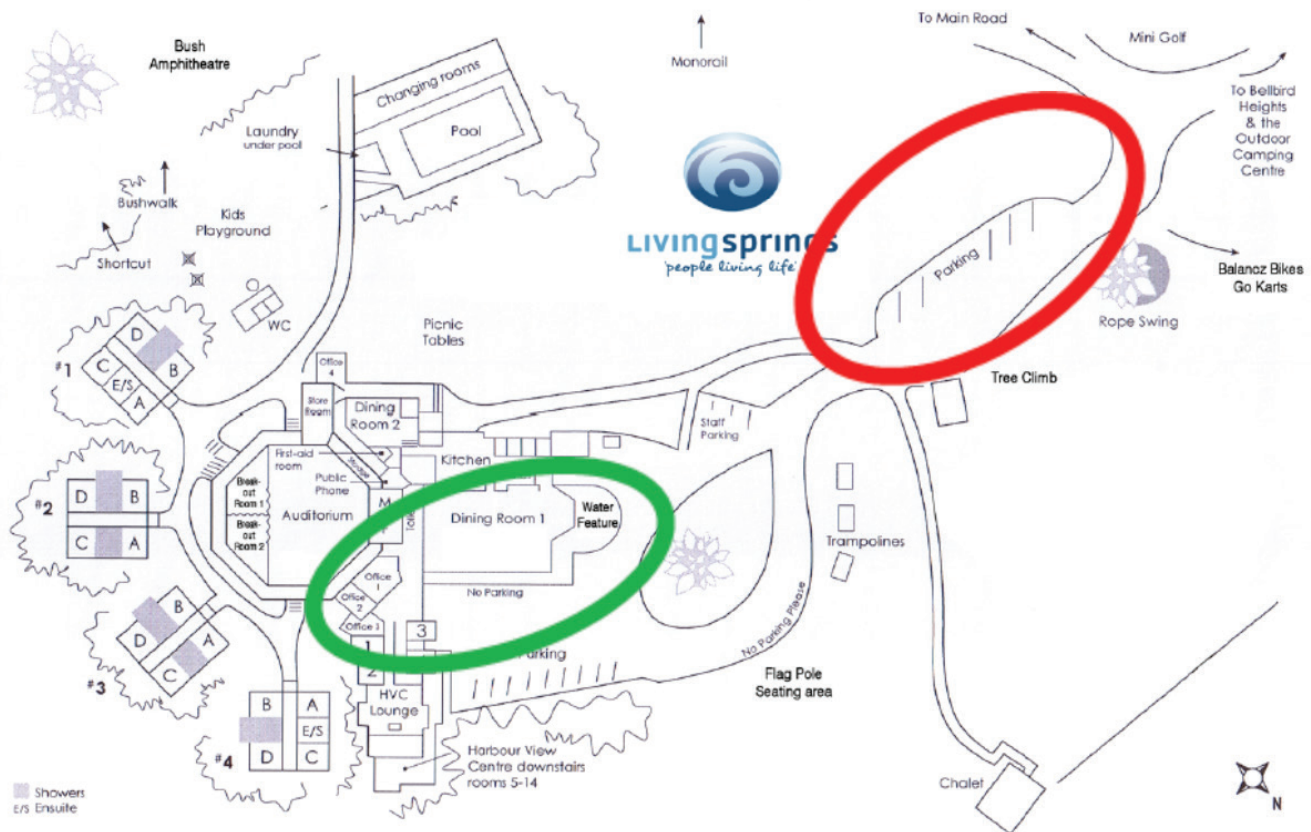 To Main Road
Mini Golf
Bush
Amphitheatre
Monorail
Changing rooms
Pool
To Bellbird
Heights
& the
Outdoor
Camping
Centre
Laundry
under pool
Bushwalk
Kids
Playground
Shortcut
Livingsprings
'people living life'
Parking
Balancz Bikes
Go Karts
Rope Swing
WC
Picnic
Tables
Tree Climb
#1
D
C
B
E/S
A
Office
4
Store
Room
Dining
Room 2
Staff
Parking
First-aid
room
Kitchen
Public
Phone
#2
D
B
C
A
Break-
out
Room 1
Break-
out
Room 2
Auditorium
Dining Room 1
Water
Feature
Trampolines
Office
1
Office
2
Office 3
No Parking
No Parking Please
#3
B
D
A
C
1
2
3
Parking
Flag Pole
Seating area
HVC
Lounge
#4
B
A
E/S
D
C
Harbour View
Centre downstairs
rooms 5-14
Chalet
Showers
E/S Ensuite
N